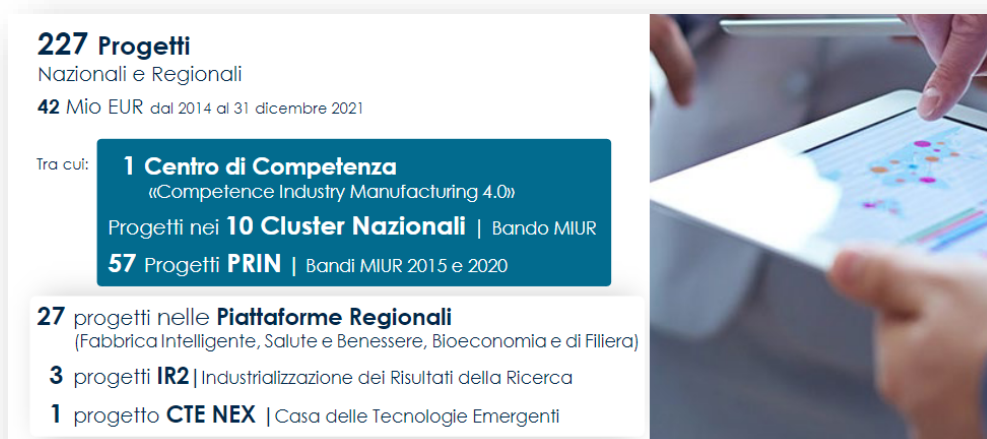 227 Progetti
Nazionali e Regionali
42 Mio EUR dal 2014 al 31 dicembre 2021
Tra cui:
1 Centro di Competenza
«Competence Industry Manufacturing 4.0»
Progetti nei 10 Cluster Nazionali | Bando MIUR
57 Progetti PRIN | Bandi MIUR 2015 e 2020
27 progetti nelle Piattaforme Regionali
(Fabbrica Intelligente, Salute e Benessere, Bioeconomia e di Filiera)
3 progetti IR2|Industrializzazione dei Risultati della Ricerca
1 progetto CTE NEX |Casa delle Tecnologie Emergenti